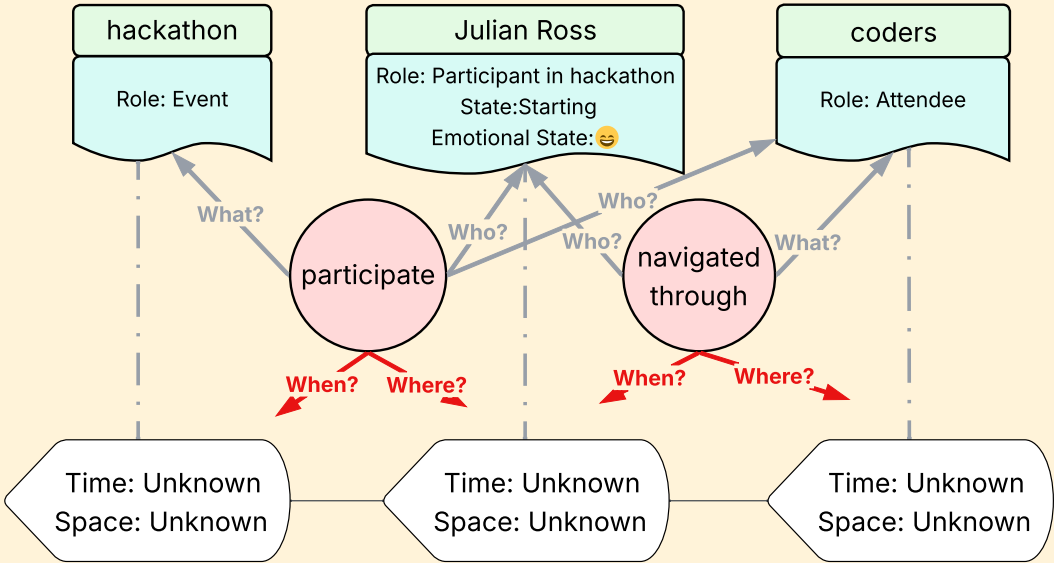 hackathon
Role: Event
Julian Ross
Role: Participant in hackathon
State:Starting
Emotional State:😄
coders
Role: Attendee
What?
Who?
Who?
Who?
What?
participate
navigated
through
When?
Where?
When?
Where?
Time: Unknown
Space: Unknown
Time: Unknown
Space: Unknown
Time: Unknown
Space: Unknown